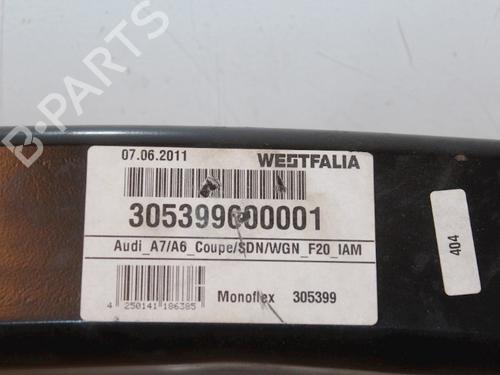 07.06.2011 WESTFALIA
305399600001
Audi_A7/A6_Coupe/SDN/WGN_F20_IAM
4 250141 186385 Monoflex 305399
404
B-PARTS